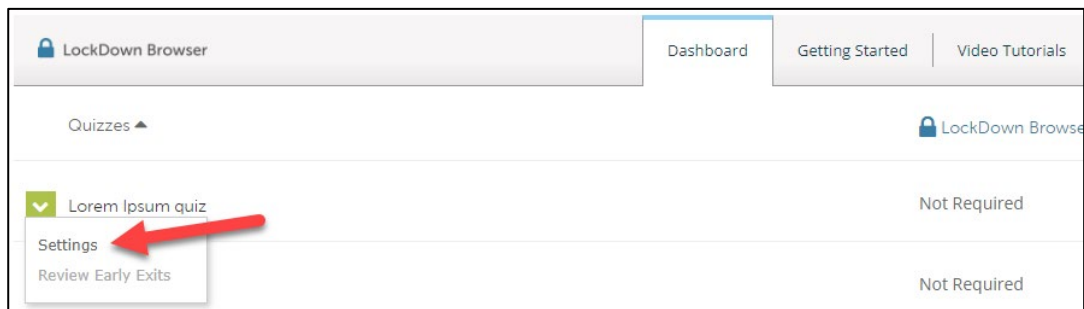 LockDown Browser Dashboard Getting Started Video Tutorials
Quizzes LockDown Browse
Lorem Ipsum quiz Not Required
Settings
Review Early Exits
Not Required